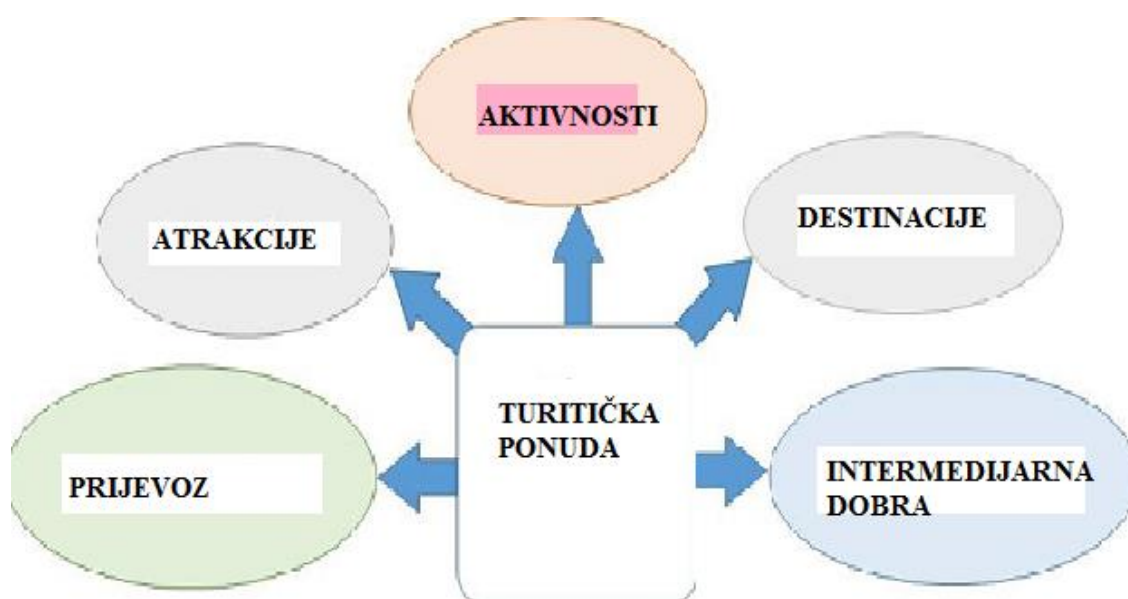 AKTIVNOSTI
ATRAKCIJE
DESTINACIJE
TURITIČKA
PONUDA
PRIJEVOZ
INTERMEDIJARNA
DOBRA